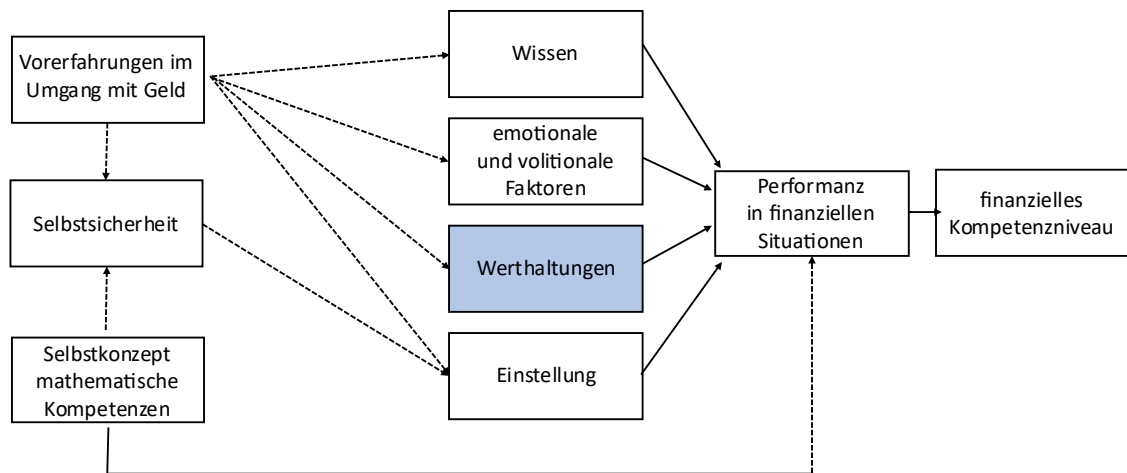 Vorerfahrungen im
Umgang mit Geld
Selbstsicherheit
Selbstkonzept
mathematische
Kompetenzen
Wissen
emotionale
und volitionale
Faktoren
Werthaltungen
Einstellung
Performanz
in finanziellen
Situationen
finanzielles
Kompetenzniveau